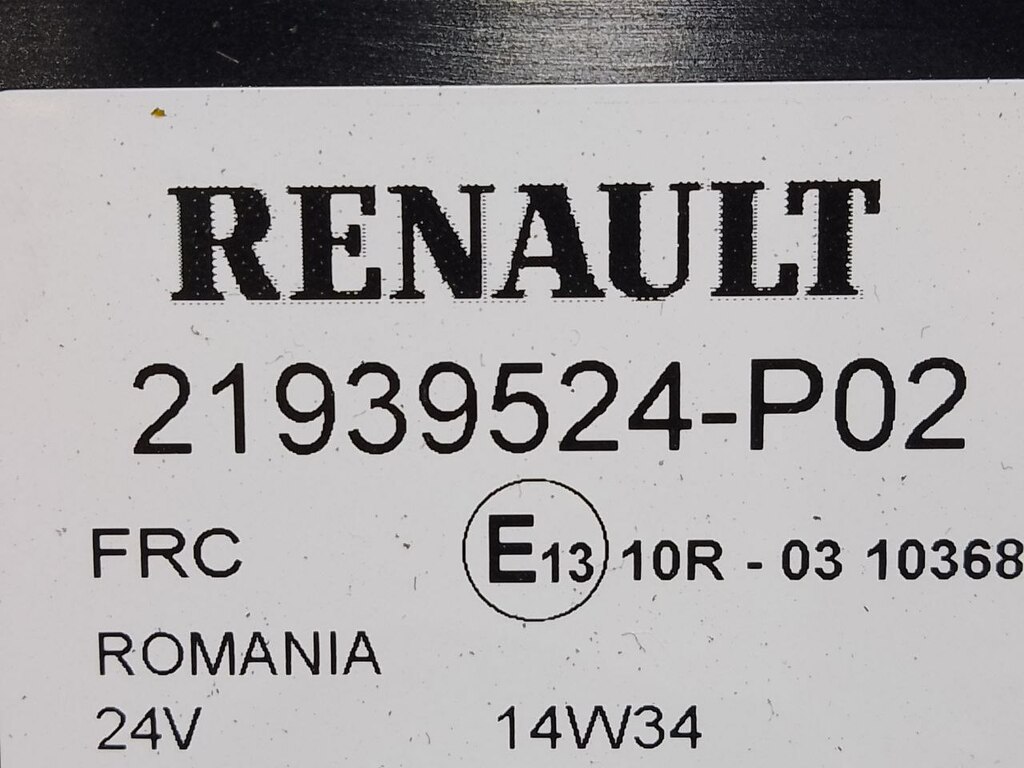 RENAULT
21939524-P02
FRC E13 10R - 03 10368
ROMANIA
24V 14W34